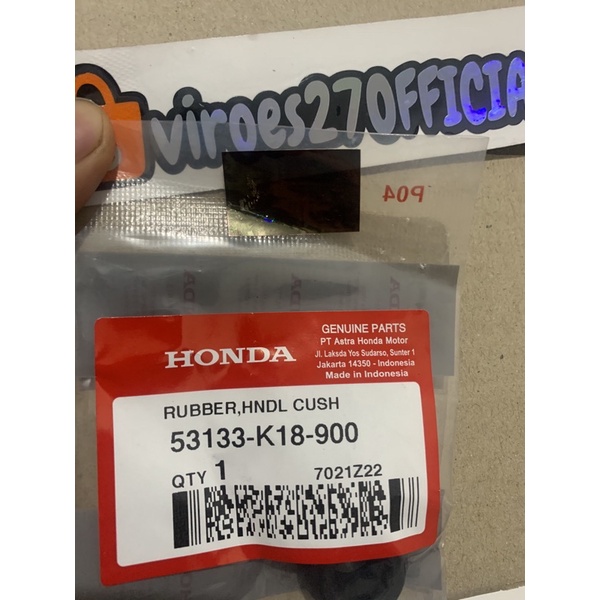 viroes27OFFICIA
P04
HONDA
GENUINE PARTS
PT Astra Honda Motor
Jl. Laksda Yos Sudarso, Sunter 1
Jakarta 14350 - Indonesia
Made in Indonesia
RUBBER,HNDL CUSH
53133-K18-900
QTY 1
7021Z22